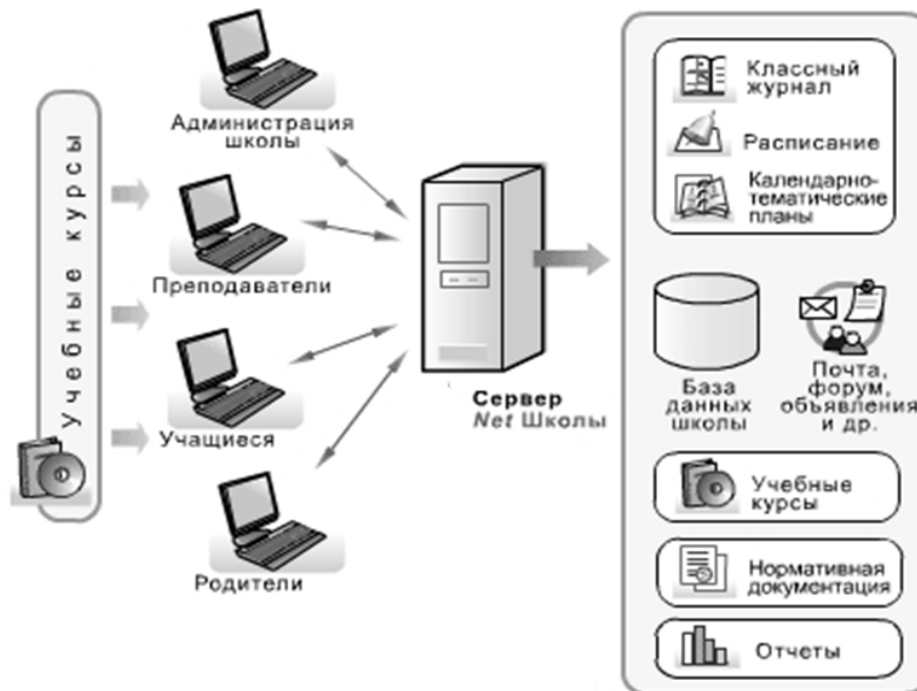 Учебные курсы
Администрация
школы
Преподаватели
Учащиеся
Родители
Сервер
Net Школы
Классный
журнал
Расписание
Календарно-
тематические
планы
База
данных
школы
Почта,
форум,
объявления
и др.
Учебные
курсы
Нормативная
документация
Отчеты